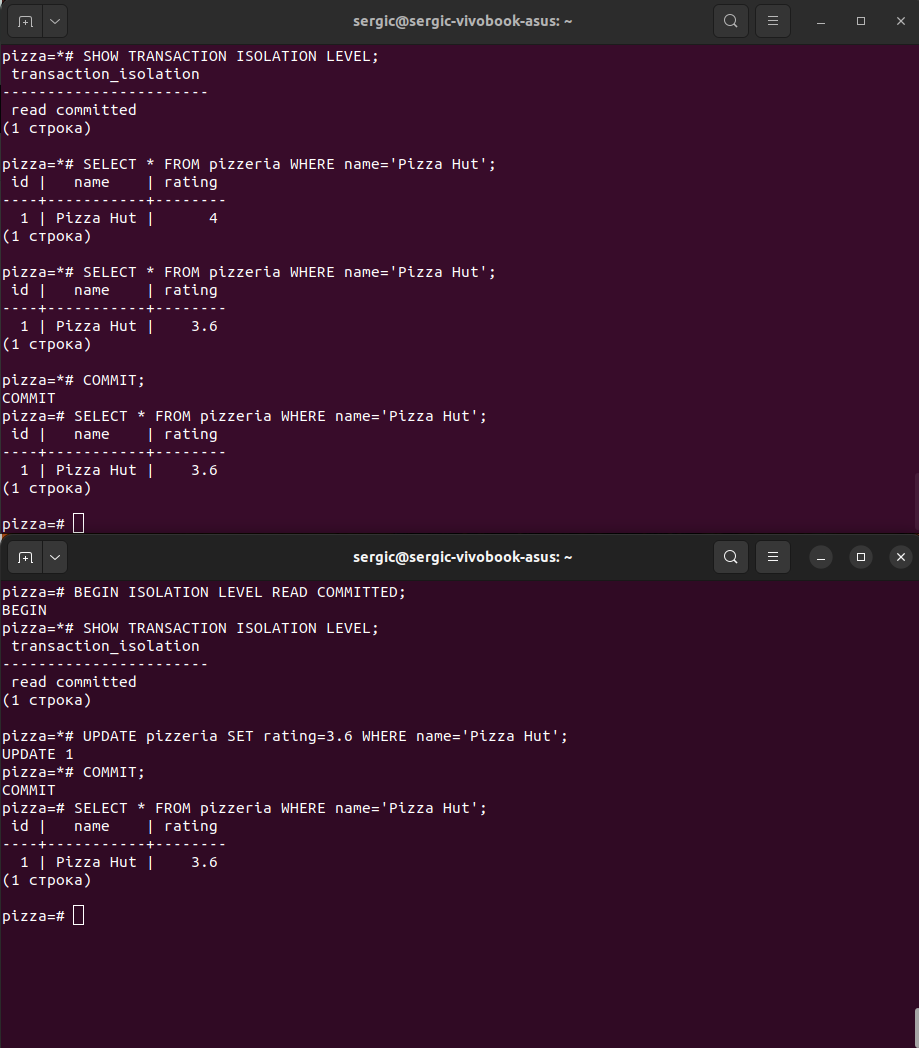 sergic@sergic-vivobook-asus: ~
pizza=*# SHOW TRANSACTION ISOLATION LEVEL;
 transaction_isolation
-----------------------
 read committed
(1 строка)
pizza=*# SELECT * FROM pizzeria WHERE name='Pizza Hut';
 id |   name    | rating
----+-----------+--------
  1 | Pizza Hut |      4
(1 строка)
pizza=*# SELECT * FROM pizzeria WHERE name='Pizza Hut';
 id |   name    | rating
----+-----------+--------
  1 | Pizza Hut |    3.6
(1 строка)
pizza=*# COMMIT;
COMMIT
pizza=# SELECT * FROM pizzeria WHERE name='Pizza Hut';
 id |   name    | rating
----+-----------+--------
  1 | Pizza Hut |    3.6
(1 строка)
pizza=#
sergic@sergic-vivobook-asus: ~
pizza=# BEGIN ISOLATION LEVEL READ COMMITTED;
BEGIN
pizza=*# SHOW TRANSACTION ISOLATION LEVEL;
 transaction_isolation
-----------------------
 read committed
(1 строка)
pizza=*# UPDATE pizzeria SET rating=3.6 WHERE name='Pizza Hut';
UPDATE 1
pizza=*# COMMIT;
COMMIT
pizza=# SELECT * FROM pizzeria WHERE name='Pizza Hut';
 id |   name    | rating
----+-----------+--------
  1 | Pizza Hut |    3.6
(1 строка)
pizza=#